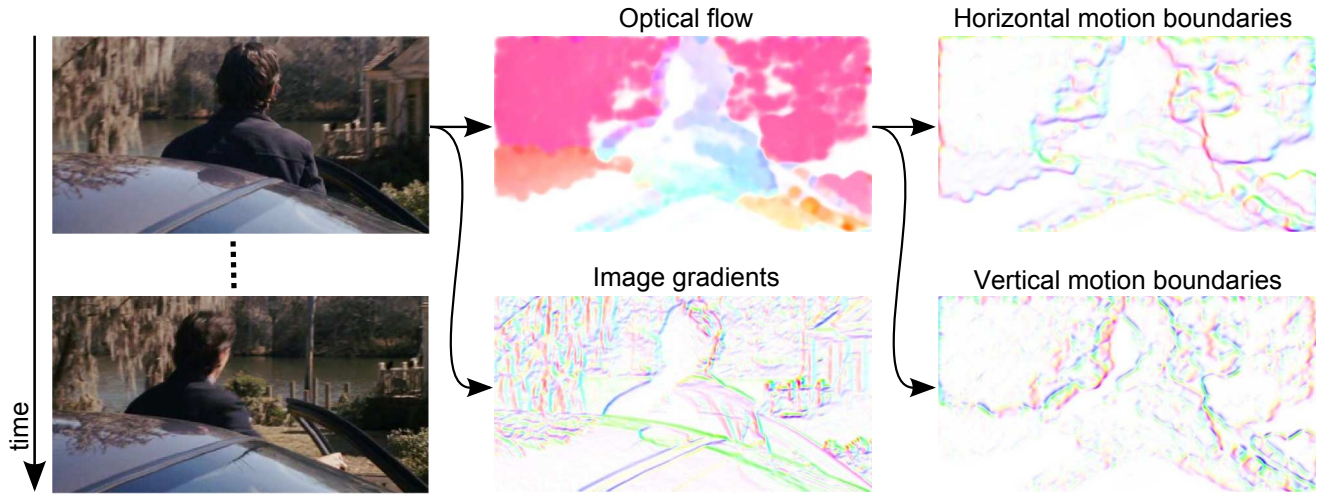 Optical flow
Horizontal motion boundaries
Image gradients
Vertical motion boundaries
time